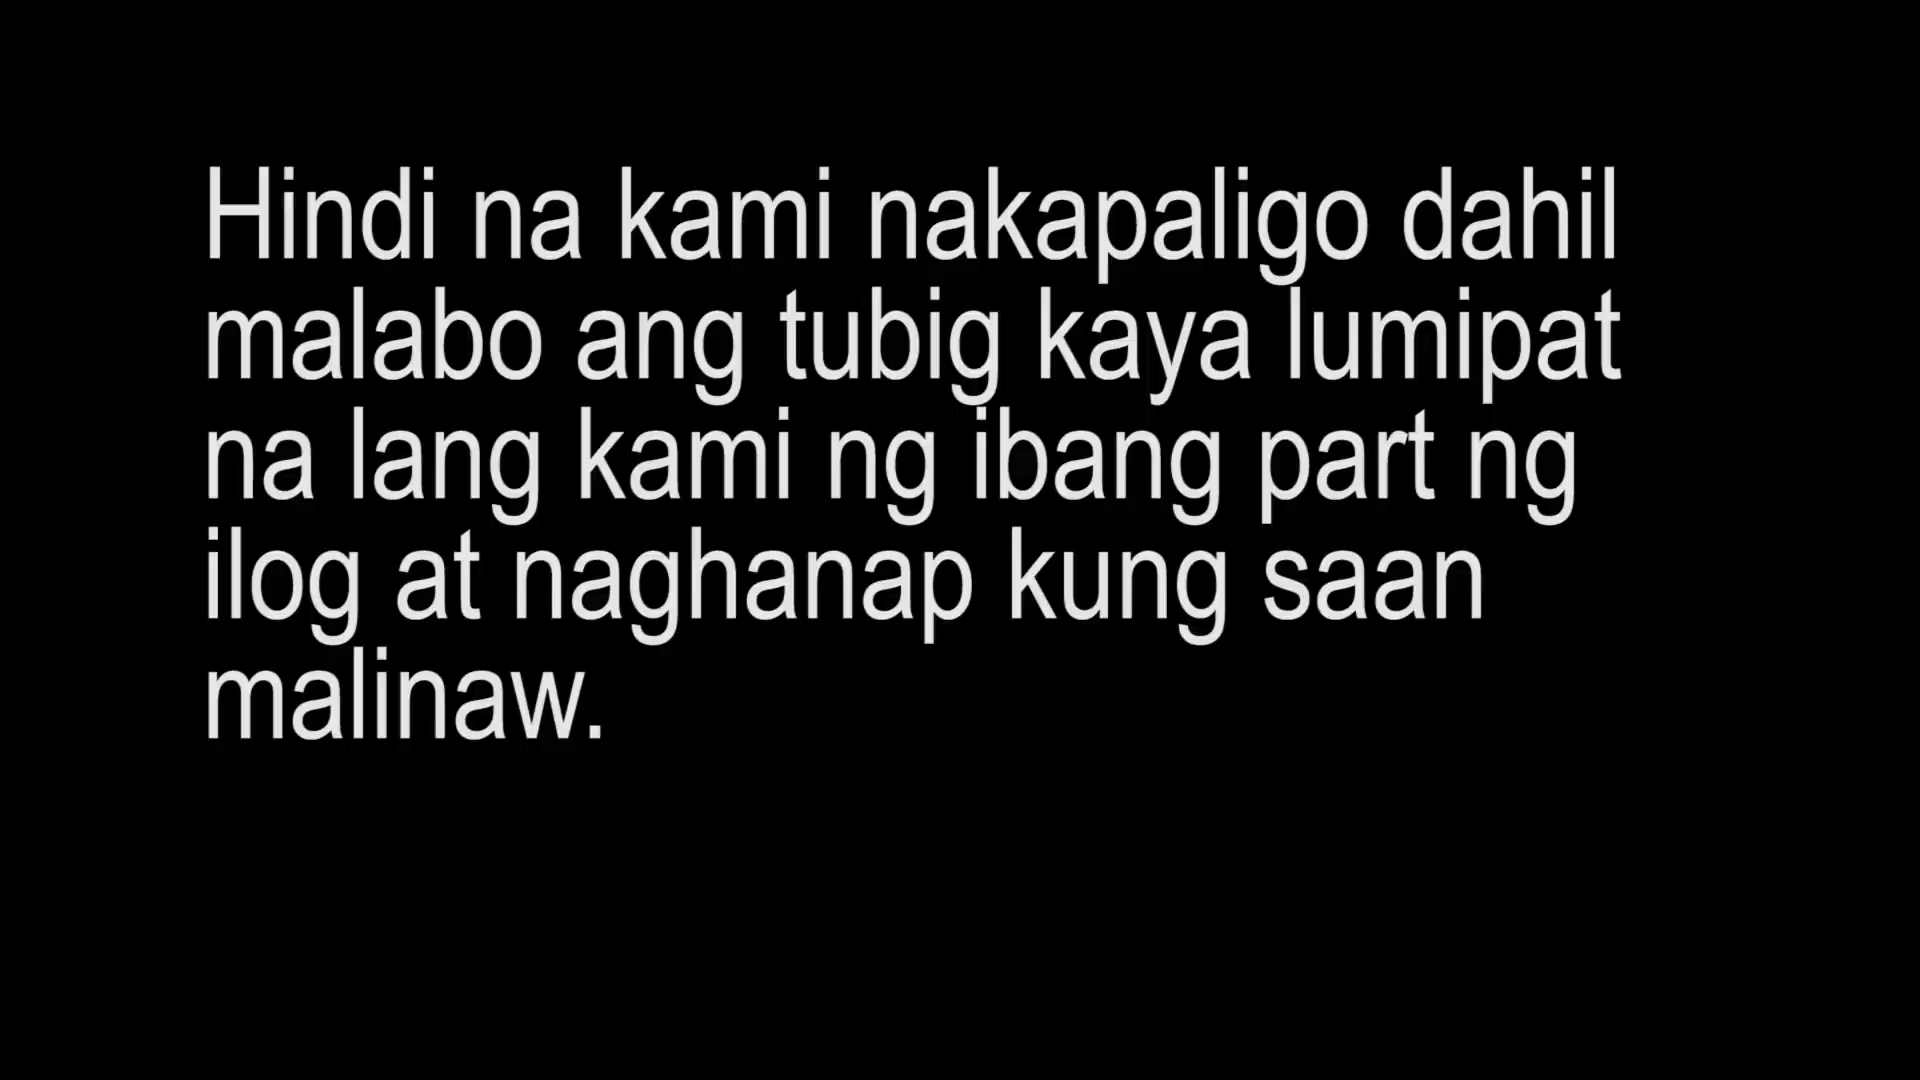 Hindi na kami nakapaligo dahil
malabo ang tubig kaya lumipat
na lang kami ng ibang part ng
ilog at naghanap kung saan
malinaw.